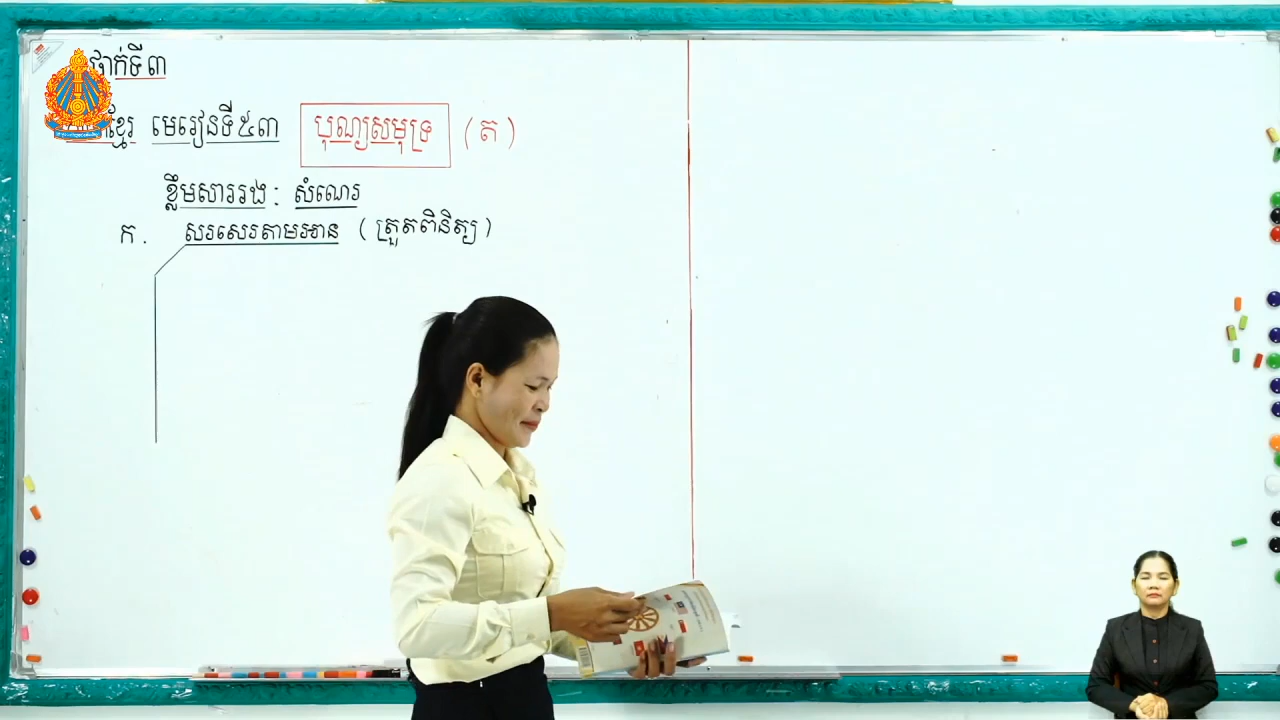 ថ្នាក់ទី ៣
ខ្មែរ មេរៀនទី ៥៣ បុណ្យសមុទ្រ ( ត )
ខ្លឹមសាររង : សំណេរ
ក . សរសេរតាមអាន ( ត្រួតពិនិត្យ )